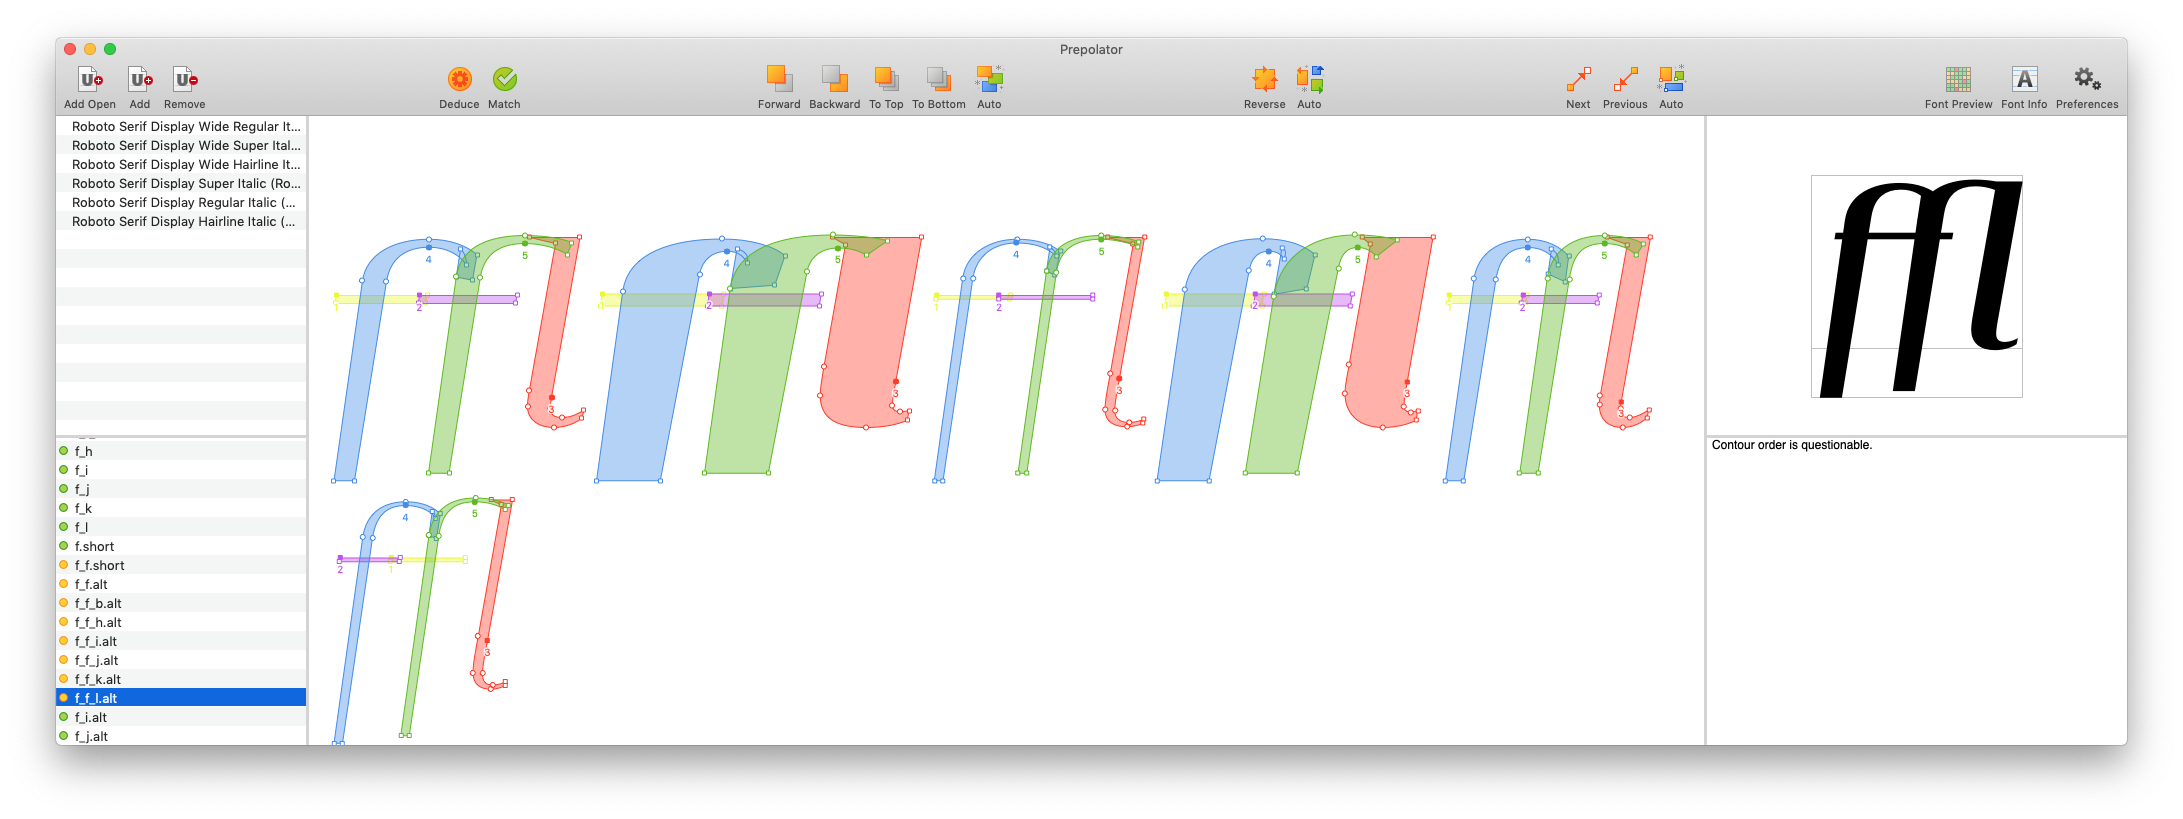 Prepolator
Add Open Add Remove Deduce Match Forward Backward To Top To Bottom Auto Reverse Auto Next Previous Auto Font Preview Font Info Preferences
Roboto Serif Display Wide Regular It...
Roboto Serif Display Wide Super Ital...
Roboto Serif Display Wide Hairline It...
Roboto Serif Display Super Italic (Ro...
Roboto Serif Display Regular Italic (...
Roboto Serif Display Hairline Italic (...
f_h
f_i
f_j
f_k
f_l
f.short
f_f.short
f_f.alt
f_f_b.alt
f_f_h.alt
f_f_i.alt
f_f_j.alt
f_f_k.alt
f_f_l.alt
f_i.alt
f_j.alt
4 5 1 2 3
4 5 1 2 3
4 5 1 2 3
4 5 1 2 3
4 5 1 2 3
4 5 2 1 3
ffl
Contour order is questionable.